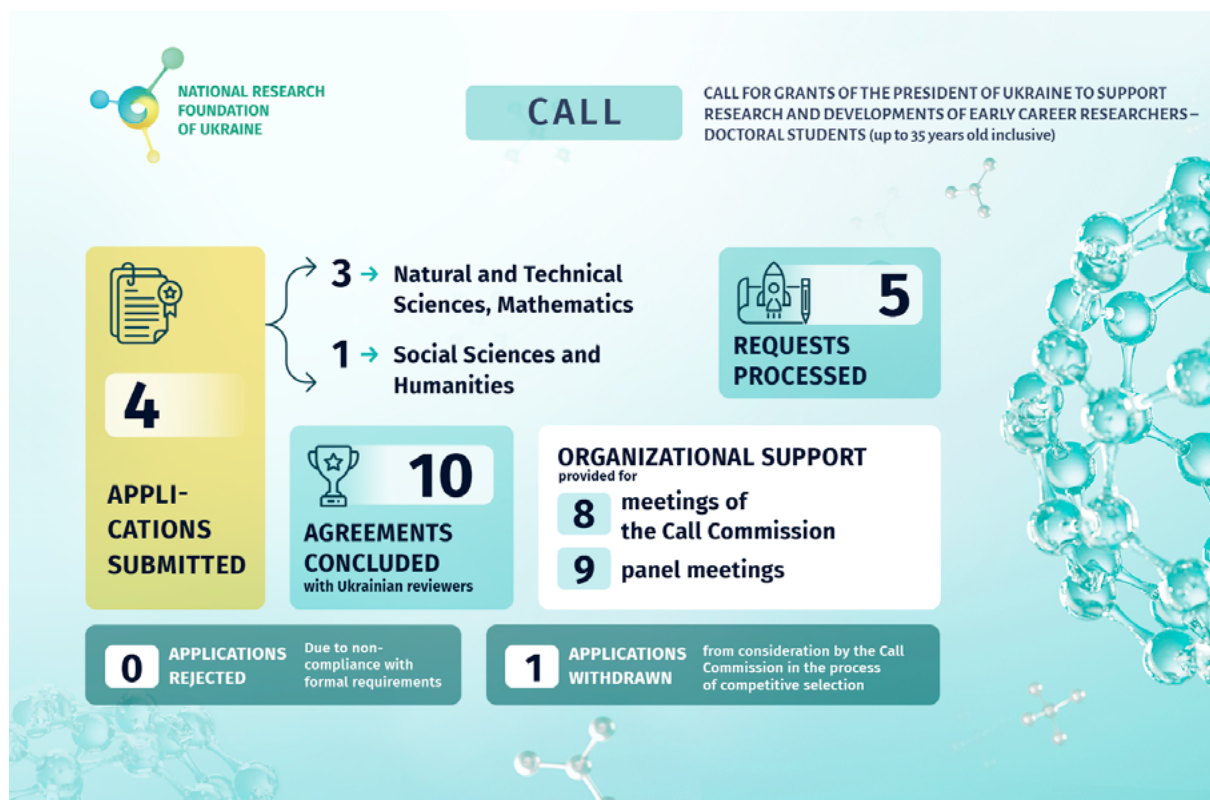 NATIONAL RESEARCH
FOUNDATION
OF UKRAINE
CALL
CALL FOR GRANTS OF THE PRESIDENT OF UKRAINE TO SUPPORT
RESEARCH AND DEVELOPMENTS OF EARLY CAREER RESEARCHERS –
DOCTORAL STUDENTS (up to 35 years old inclusive)
4
APPLI-
CATIONS
SUBMITTED
3 → Natural and Technical
Sciences, Mathematics
1 → Social Sciences and
Humanities
5
REQUESTS
PROCESSED
10
AGREEMENTS
CONCLUDED
with Ukrainian reviewers
ORGANIZATIONAL SUPPORT
provided for
8 meetings of
the Call Commission
9 panel meetings
0 APPLICATIONS
REJECTED
Due to non-
compliance with
formal requirements
1 APPLICATIONS
WITHDRAWN
from consideration by the Call
Commission in the process
of competitive selection